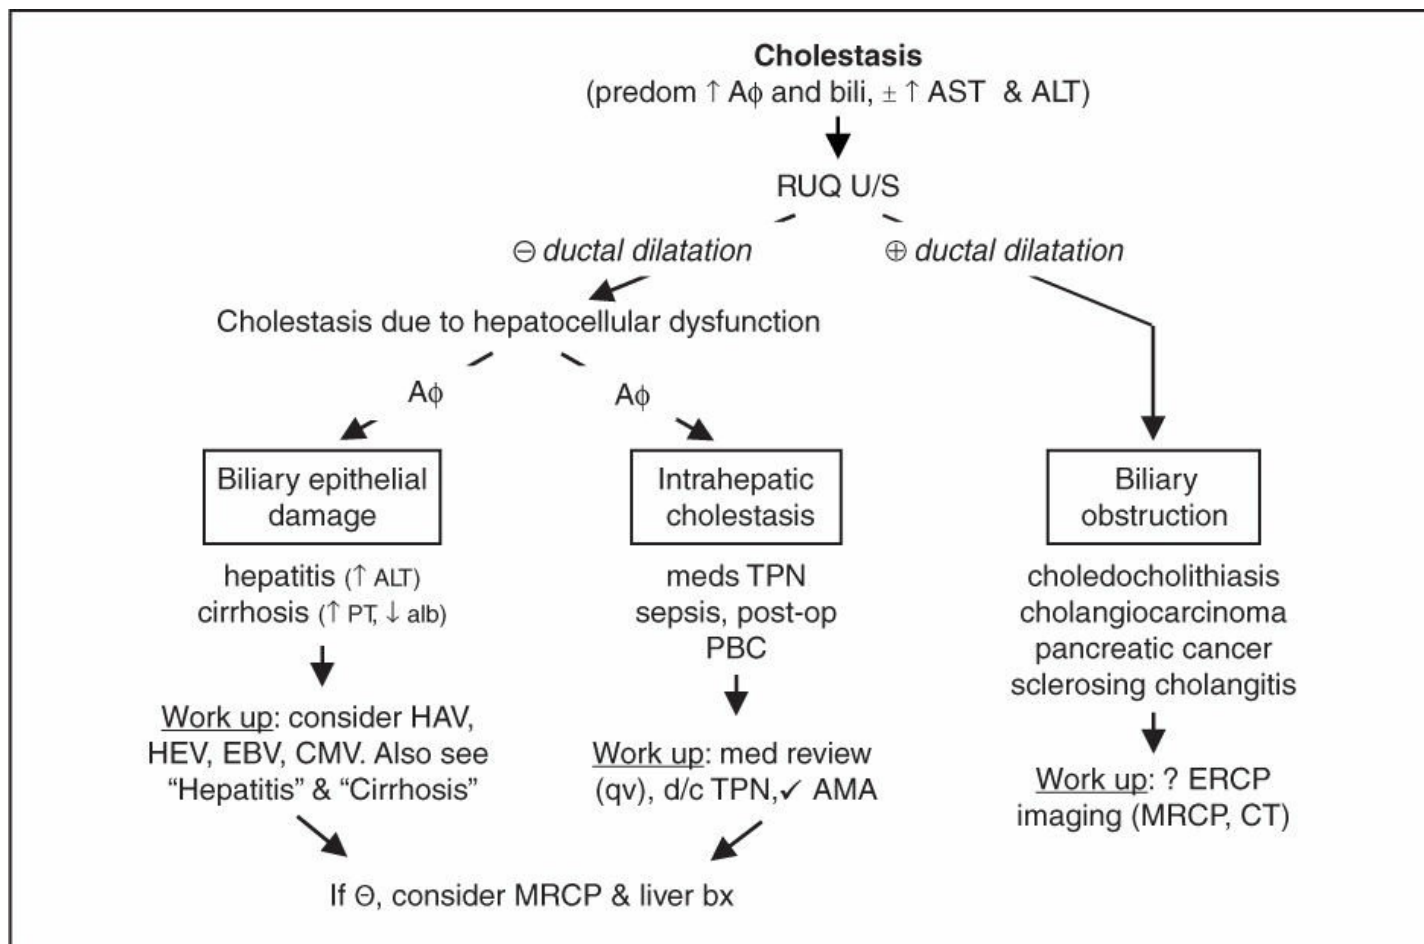 Cholestasis
(predom ↑ Aϕ and bili, ± ↑ AST & ALT)
RUQ U/S
⊖ ductal dilatation
⊕ ductal dilatation
Cholestasis due to hepatocellular dysfunction
Aϕ
Aϕ
Biliary epithelial
damage
hepatitis (↑ ALT)
cirrhosis (↑ PT, ↓ alb)
Work up: consider HAV,
HEV, EBV, CMV. Also see
“Hepatitis” & “Cirrhosis”
Intrahepatic
cholestasis
meds TPN
sepsis, post-op
PBC
Work up: med review
(qv), d/c TPN,✓ AMA
If Θ, consider MRCP & liver bx
Biliary
obstruction
choledocholithiasis
cholangiocarcinoma
pancreatic cancer
sclerosing cholangitis
Work up: ? ERCP
imaging (MRCP, CT)